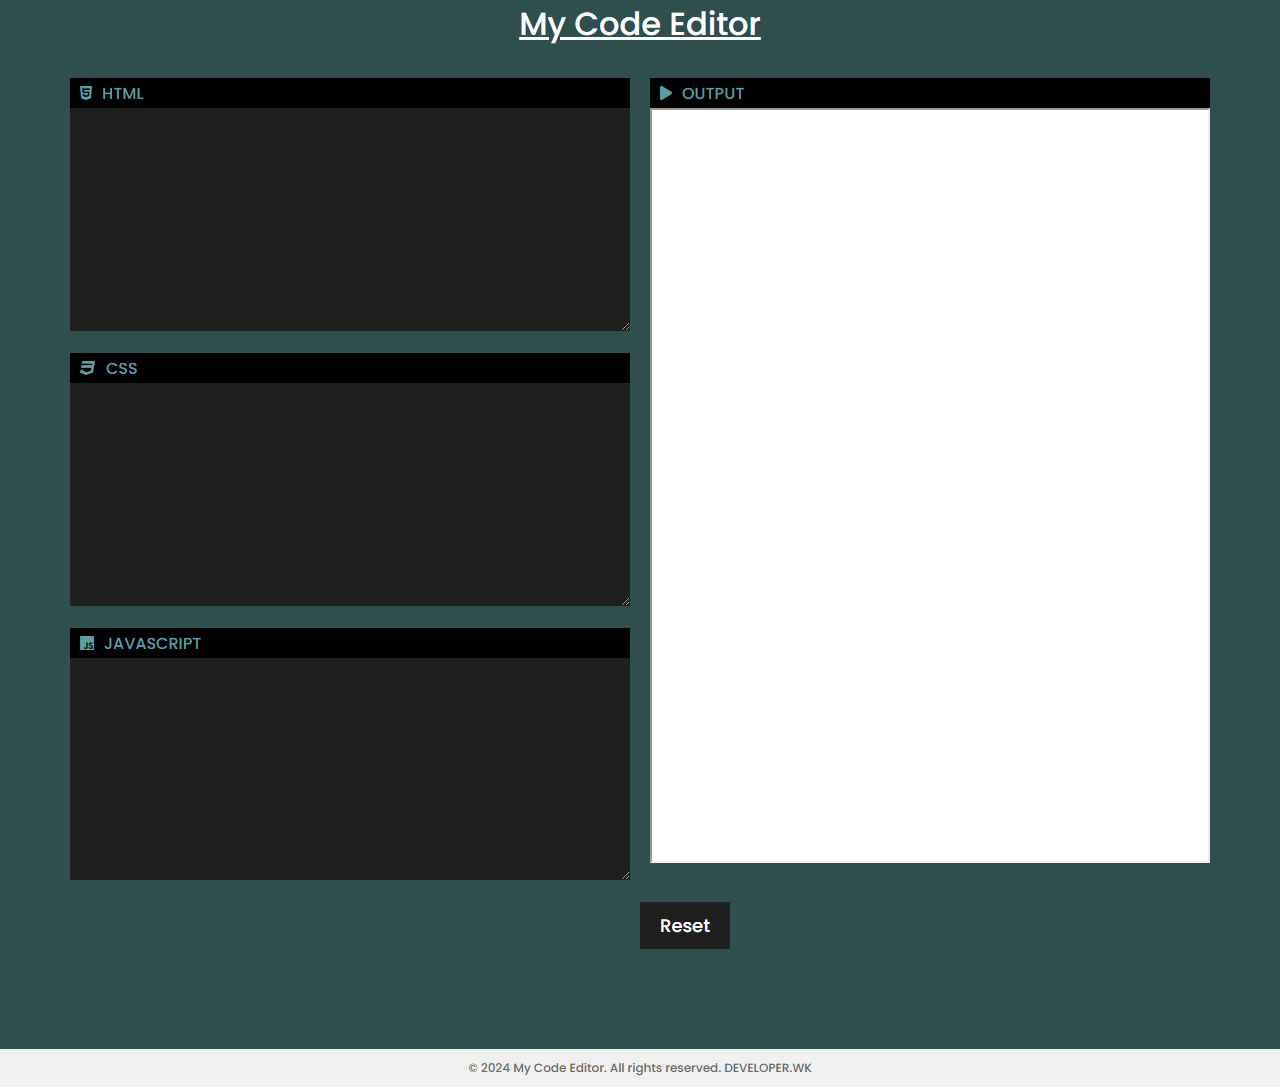 My Code Editor
HTML
OUTPUT
CSS
JAVASCRIPT
Reset
© 2024 My Code Editor. All rights reserved. DEVELOPER.WK